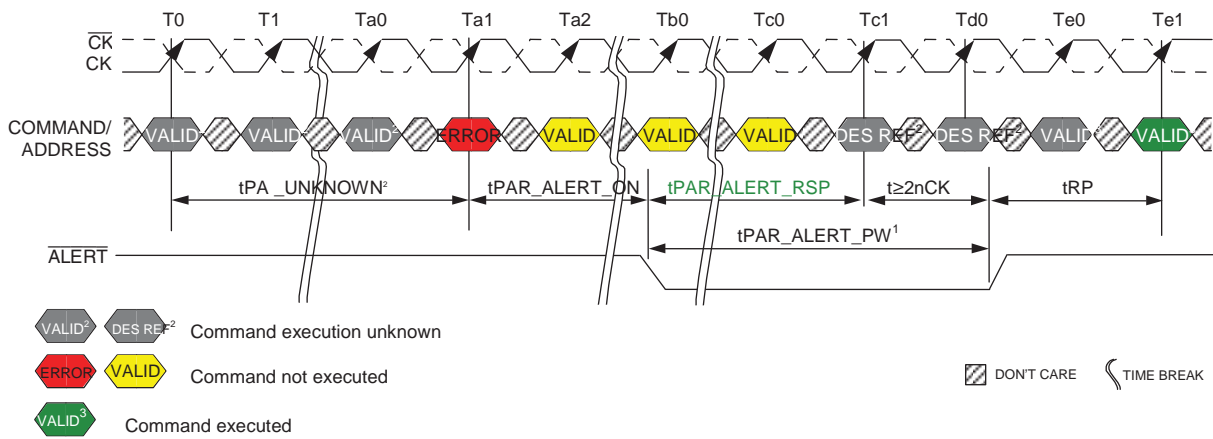 T0 T1 Ta0 Ta1 Ta2 Tb0 Tc0 Tc1 Td0 Te0 Te1
CK
CK
COMMAND/
ADDRESS
VALID² VALID² VALID² ERROR VALID VALID VALID DES REF² DES REF² VALID VALID
tPA _UNKNOWN² tPAR_ALERT_ON tPAR_ALERT_RSP t≥2nCK tRP
tPAR_ALERT_PW¹
ALERT
VALID² DES REF² Command execution unknown
ERROR VALID Command not executed
DON'T CARE TIME BREAK
VALID³ Command executed